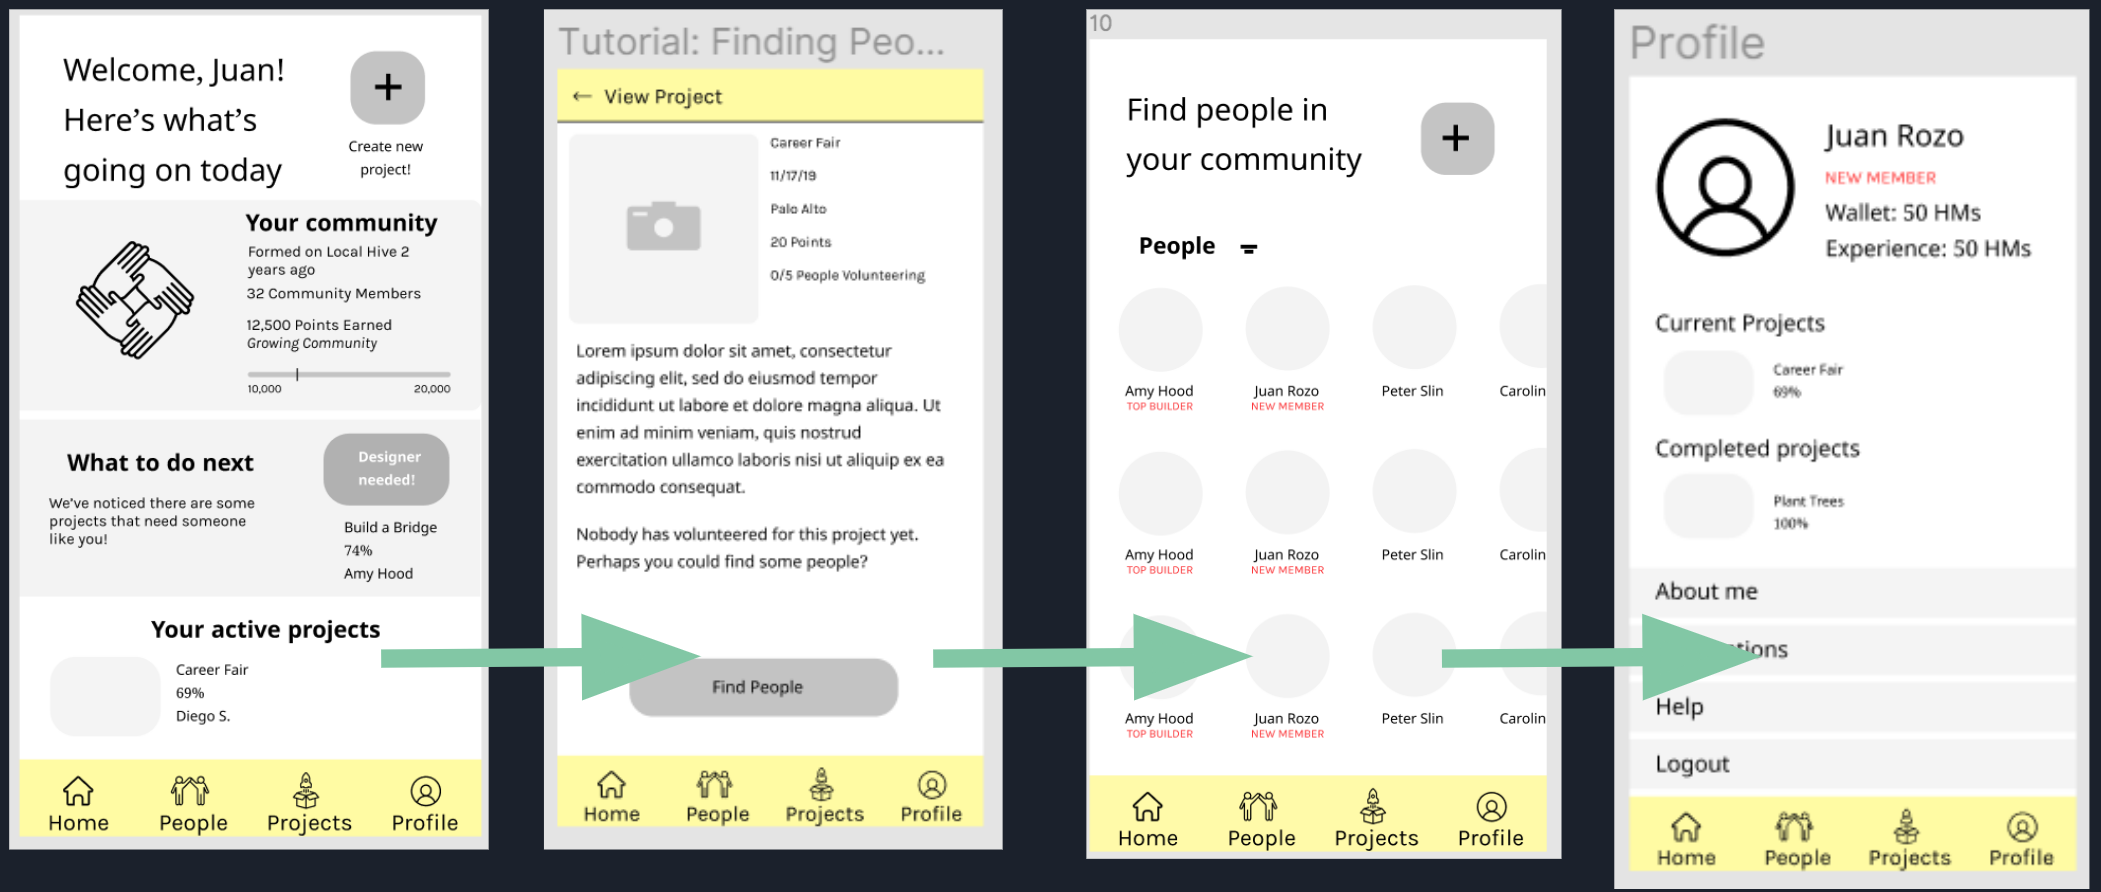 Welcome, Juan!
Here's what's
going on today
+
Create new
project!
Your community
Formed on Local Hive 2
years ago
32 Community Members
12,500 Points Earned
Growing Community
10,000
20,000
What to do next
We've noticed there are some
projects that need someone
like you!
Designer
needed!
Build a Bridge
74%
Amy Hood
Your active projects
Career Fair
69%
Diego S.
Home People Projects Profile
Tutorial: Finding Peo...
← View Project
Career Fair
11/17/19
Palo Alto
20 Points
0/5 People Volunteering
Lorem ipsum dolor sit amet, consectetur
adipiscing elit, sed do eiusmod tempor
incididunt ut labore et dolore magna aliqua. Ut
enim ad minim veniam, quis nostrud
exercitation ullamco laboris nisi ut aliquip ex ea
commodo consequat.
Nobody has volunteered for this project yet.
Perhaps you could find some people?
Find People
Home People Projects Profile
10
Find people in
your community
+
People
Amy Hood Juan Rozo Peter Slin Carolin
TOP BUILDER NEW MEMBER
Amy Hood Juan Rozo Peter Slin Carolin
TOP BUILDER NEW MEMBER
Amy Hood Juan Rozo Peter Slin Carolin
TOP BUILDER NEW MEMBER
Home People Projects Profile
Profile
Juan Rozo
NEW MEMBER
Wallet: 50 HMs
Experience: 50 HMs
Current Projects
Career Fair
69%
Completed projects
Plant Trees
100%
About me
Help
Logout
Home People Projects Profile